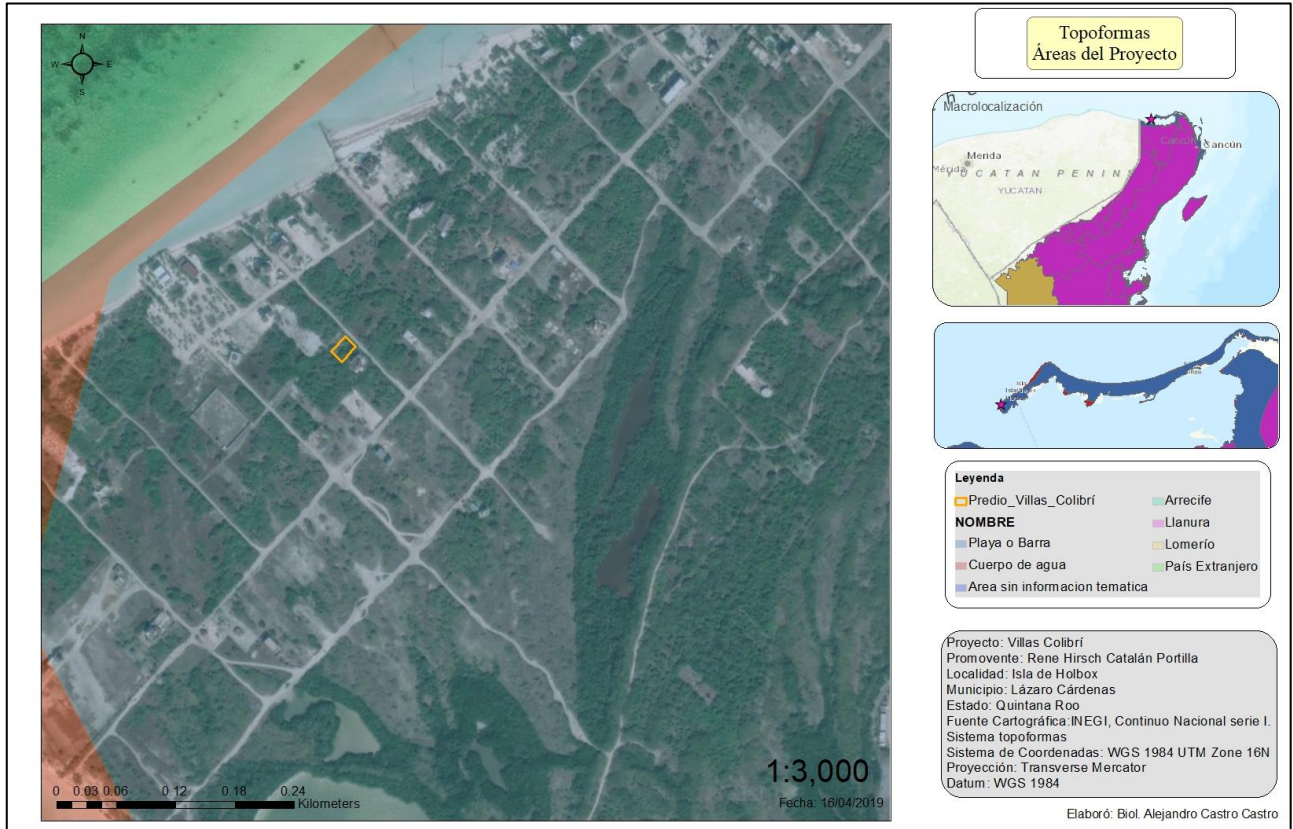 N
W
E
S
1:3,000
0 0.03 0.06 0.12 0.18 0.24
Kilometers
Fecha: 16/04/2019
Topoformas
Áreas del Proyecto
Macrolocalización
Merida
Mérida
Cancún
Cancún
YUCATAN PENIN
YUCATAN
Leyenda
Predio_Villas_Colibrí
NOMBRE
Playa o Barra
Cuerpo de agua
Area sin informacion tematica
Arrecife
Llanura
Lomerío
País Extranjero
Proyecto: Villas Colibrí
Promovente: Rene Hirsch Catalán Portilla
Localidad: Isla de Holbox
Municipio: Lázaro Cárdenas
Estado: Quintana Roo
Fuente Cartográfica:INEGI, Continuo Nacional serie I.
Sistema topoformas
Sistema de Coordenadas: WGS 1984 UTM Zone 16N
Proyección: Transverse Mercator
Datum: WGS 1984
Elaboró: Biol. Alejandro Castro Castro